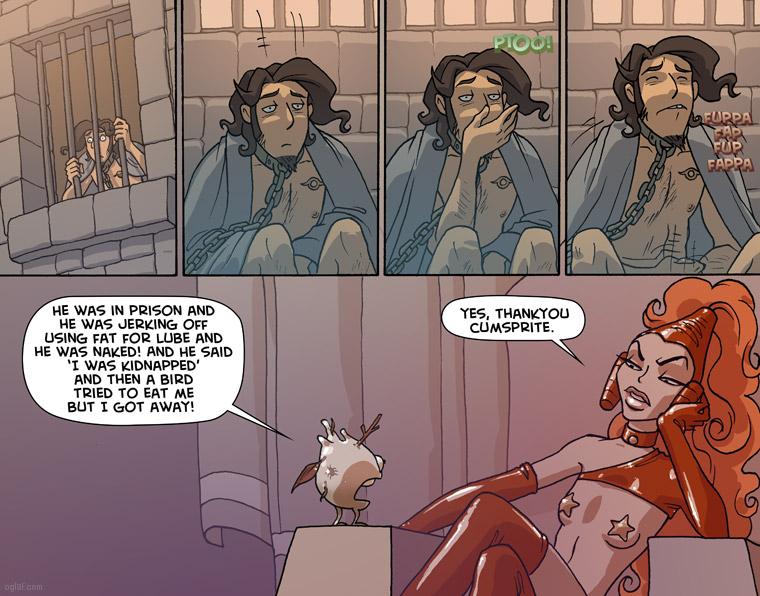 PTOO!
FUPPA
FAP
FUP
FAPPA
HE WAS IN PRISON AND
HE WAS JERKING OFF
USING FAT FOR LUBE AND
HE WAS NAKED! AND HE SAID
'I WAS KIDNAPPED'
AND THEN A BIRD
TRIED TO EAT ME
BUT I GOT AWAY!
YES, THANKYOU
CUMSPRITE.
oglaf.com